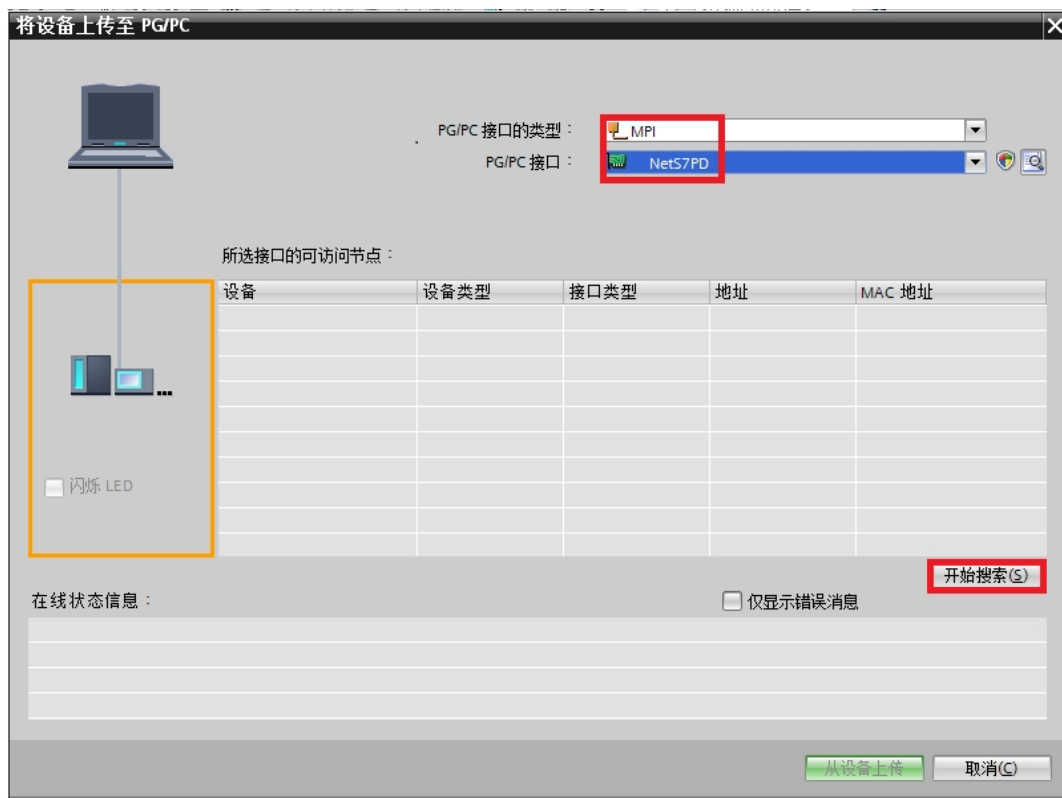 将设备上传至 PG/PC
PG/PC 接口的类型： MPI
PG/PC 接口： NetS7PD
所选接口的可访问节点：
设备 设备类型 接口类型 地址 MAC 地址
闪烁 LED
开始搜索(S)
在线状态信息： 仅显示错误消息
从设备上传 取消(C)